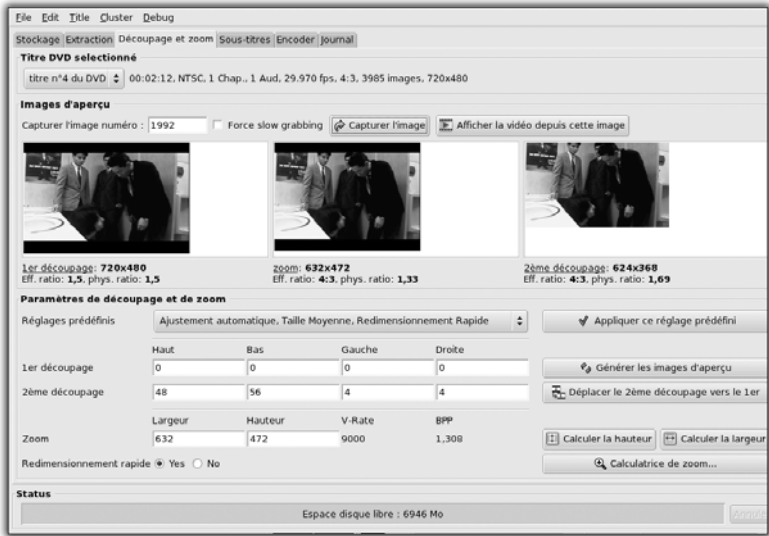 File Edit Title Cluster Debug
Stockage Extraction Découpage et zoom Sous-titres Encoder Journal
Titre DVD selectionné
titre n°4 du DVD 00:02:12, NTSC, 1 Chap., 1 Aud, 29.970 fps, 4:3, 3985 images, 720x480
Images d'aperçu
Capturer l'image numéro : 1992 Force slow grabbing Capturer l'image Afficher la vidéo depuis cette image
1er découpage: 720x480 zoom: 632x472 2ème découpage: 624x368
Eff. ratio: 1,5, phys. ratio: 1,5 Eff. ratio: 4:3, phys. ratio: 1,33 Eff. ratio: 4:3, phys. ratio: 1,69
Paramètres de découpage et de zoom
Réglages prédéfinis Ajustement automatique, Taille Moyenne, Redimensionnement Rapide Appliquer ce réglage prédéfini
Haut Bas Gauche Droite
1er découpage 0 0 0 0 Générer les images d'aperçu
2ème découpage 48 56 4 4 Déplacer le 2ème découpage vers le 1er
Largeur Hauteur V-Rate BPP
Zoom 632 472 9000 1,308 Calculer la hauteur Calculer la largeur
Redimensionnement rapide Yes No Calculatrice de zoom...
Status
Espace disque libre : 6946 Mo Annuler